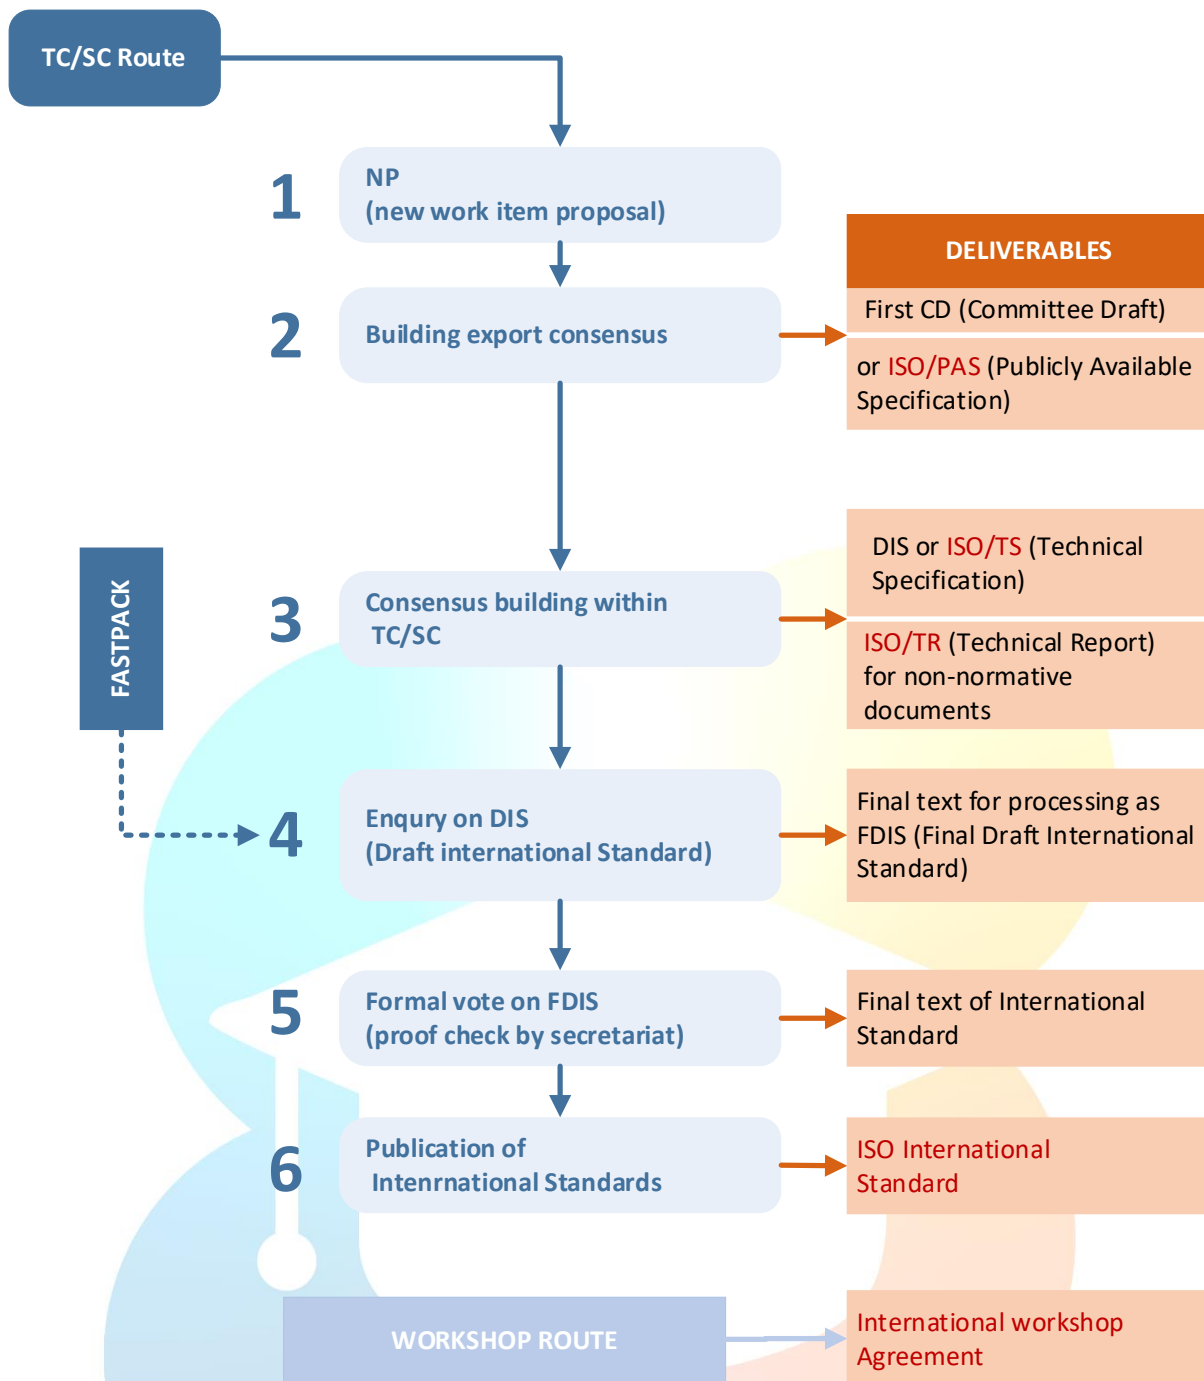 TC/SC Route
1
NP
(new work item proposal)
DELIVERABLES
2
Building export consensus
First CD (Committee Draft)
or ISO/PAS (Publicly Available
Specification)
FASTPACK
3
Consensus building within
TC/SC
DIS or ISO/TS (Technical
Specification)
ISO/TR (Technical Report)
for non-normative
documents
4
Enqury on DIS
(Draft international Standard)
Final text for processing as
FDIS (Final Draft International
Standard)
5
Formal vote on FDIS
(proof check by secretariat)
Final text of International
Standard
6
Publication of
Intenrnational Standards
ISO International
Standard
WORKSHOP ROUTE
International workshop
Agreement